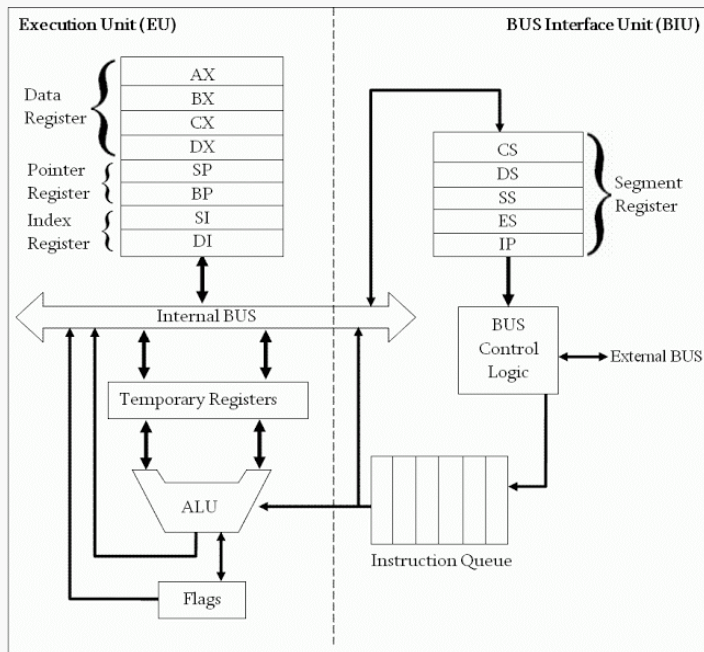 Execution Unit (EU)
BUS Interface Unit (BIU)
Data
Register
AX
BX
CX
DX
Pointer
Register
SP
BP
Index
Register
SI
DI
CS
DS
SS
ES
IP
Segment
Register
Internal BUS
BUS
Control
Logic
External BUS
Temporary Registers
ALU
Instruction Queue
Flags